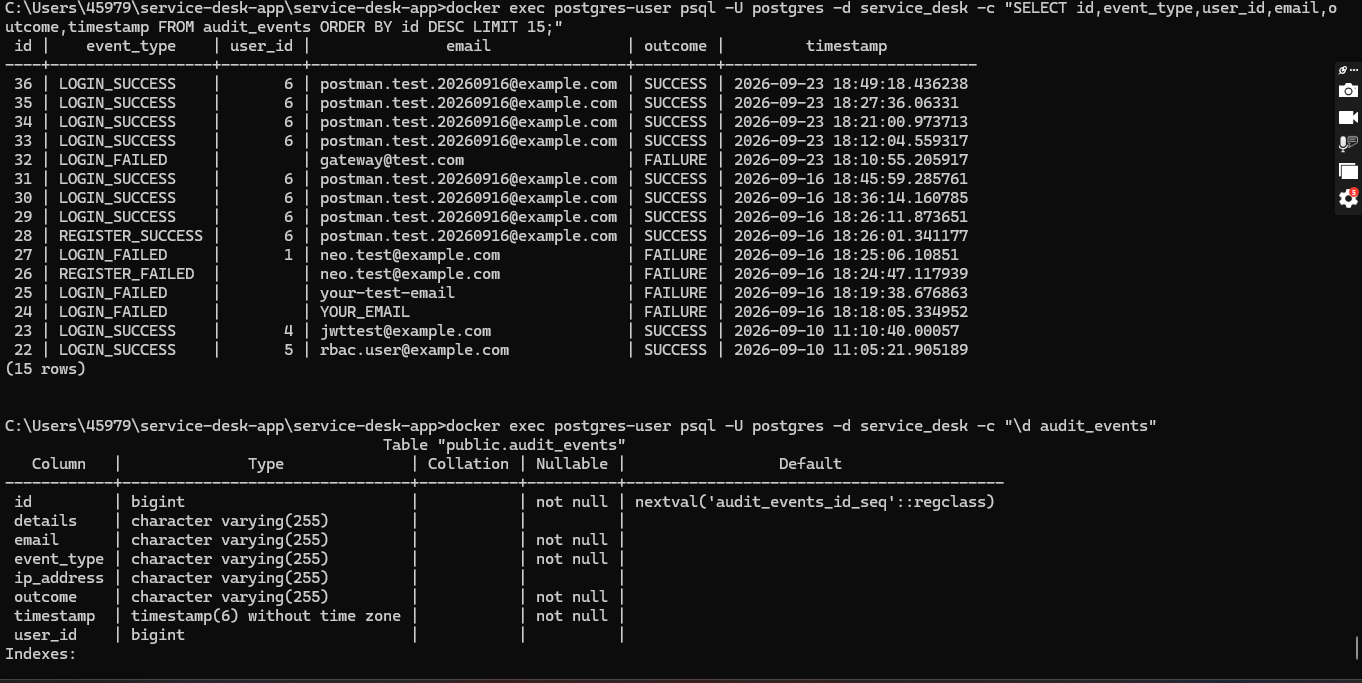 C:\Users\45979\service-desk-app\service-desk-app>docker exec postgres-user psql -U postgres -d service_desk -c "SELECT id,event_type,user_id,email,o
utcome,timestamp FROM audit_events ORDER BY id DESC LIMIT 15;"
 id |    event_type    | user_id |               email               | outcome |         timestamp
----+------------------+---------+-----------------------------------+---------+----------------------------
 36 | LOGIN_SUCCESS    |       6 | postman.test.20260916@example.com | SUCCESS | 2026-09-23 18:49:18.436238
 35 | LOGIN_SUCCESS    |       6 | postman.test.20260916@example.com | SUCCESS | 2026-09-23 18:27:36.06331
 34 | LOGIN_SUCCESS    |       6 | postman.test.20260916@example.com | SUCCESS | 2026-09-23 18:21:00.973713
 33 | LOGIN_SUCCESS    |       6 | postman.test.20260916@example.com | SUCCESS | 2026-09-23 18:12:04.559317
 32 | LOGIN_FAILED     |         | gateway@test.com                  | FAILURE | 2026-09-23 18:10:55.205917
 31 | LOGIN_SUCCESS    |       6 | postman.test.20260916@example.com | SUCCESS | 2026-09-16 18:45:59.285761
 30 | LOGIN_SUCCESS    |       6 | postman.test.20260916@example.com | SUCCESS | 2026-09-16 18:36:14.160785
 29 | LOGIN_SUCCESS    |       6 | postman.test.20260916@example.com | SUCCESS | 2026-09-16 18:26:11.873651
 28 | REGISTER_SUCCESS |       6 | postman.test.20260916@example.com | SUCCESS | 2026-09-16 18:26:01.341177
 27 | LOGIN_FAILED     |       1 | neo.test@example.com              | FAILURE | 2026-09-16 18:25:06.10851
 26 | REGISTER_FAILED  |         | neo.test@example.com              | FAILURE | 2026-09-16 18:24:47.117939
 25 | LOGIN_FAILED     |         | your-test-email                   | FAILURE | 2026-09-16 18:19:38.676863
 24 | LOGIN_FAILED     |         | YOUR_EMAIL                        | FAILURE | 2026-09-16 18:18:05.334952
 23 | LOGIN_SUCCESS    |       4 | jwttest@example.com               | SUCCESS | 2026-09-10 11:10:40.00057
 22 | LOGIN_SUCCESS    |       5 | rbac.user@example.com             | SUCCESS | 2026-09-10 11:05:21.905189
(15 rows)
C:\Users\45979\service-desk-app\service-desk-app>docker exec postgres-user psql -U postgres -d service_desk -c "\d audit_events"
                                          Table "public.audit_events"
   Column   |              Type              | Collation | Nullable |                 Default
------------+--------------------------------+-----------+----------+------------------------------------------
 id         | bigint                         |           | not null | nextval('audit_events_id_seq'::regclass)
 details    | character varying(255)         |           |          |
 email      | character varying(255)         |           | not null |
 event_type | character varying(255)         |           | not null |
 ip_address | character varying(255)         |           |          |
 outcome    | character varying(255)         |           | not null |
 timestamp  | timestamp(6) without time zone |           | not null |
 user_id    | bigint                         |           |          |
Indexes:
5